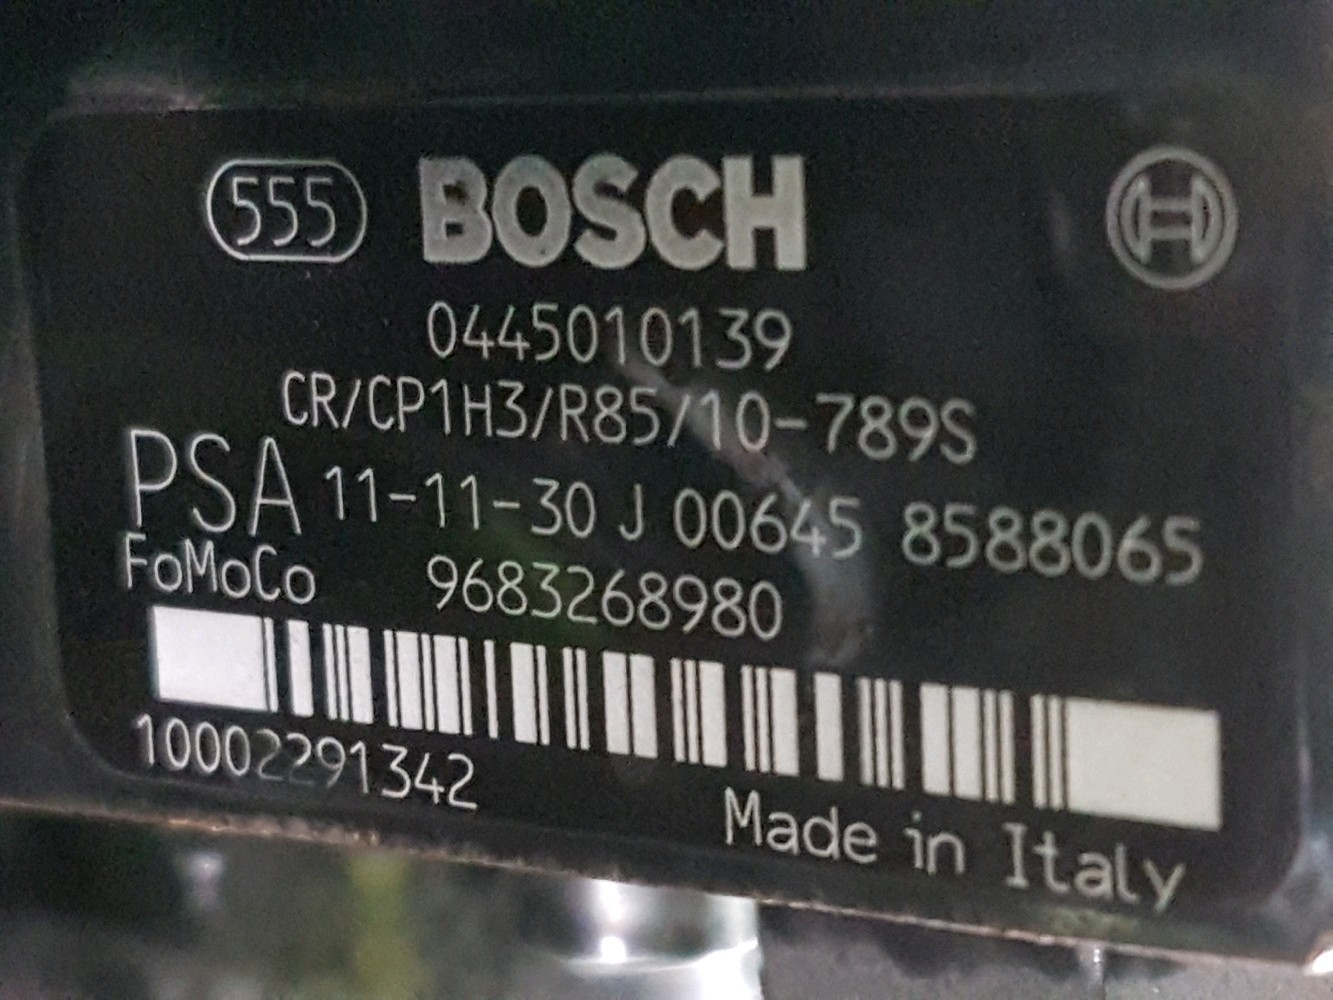 555 BOSCH
0445010139
CR/CP1H3/R85/10-789S
PSA 11-11-30 J 00645 8588065
FoMoCo 9683268980
10002291342
Made in Italy